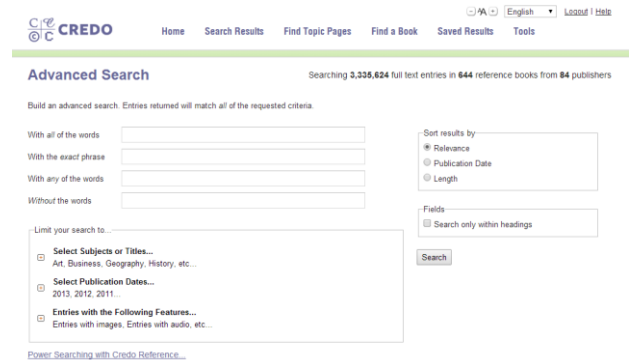 A English Logout | Help
CREDO Home Search Results Find Topic Pages Find a Book Saved Results Tools
Advanced Search Searching 3,335,624 full text entries in 644 reference books from 84 publishers
Build an advanced search. Entries returned will match all of the requested criteria.
With all of the words
With the exact phrase
With any of the words
Without the words
Sort results by
Relevance
Publication Date
Length
Fields
Search only within headings
Search
Limit your search to...
Select Subjects or Titles...
Art, Business, Geography, History, etc...
Select Publication Dates...
2013, 2012, 2011...
Entries with the Following Features...
Entries with images, Entries with audio, etc...
Power Searching with Credo Reference...